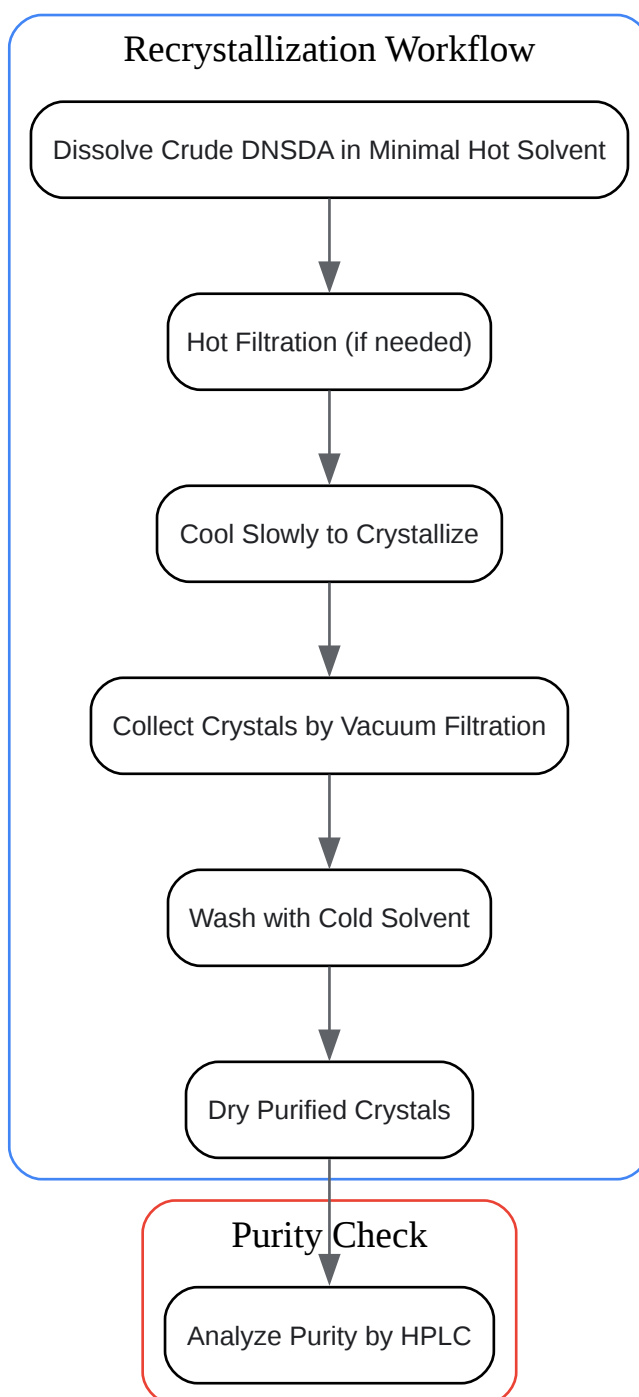 Recrystallization Workflow
Dissolve Crude DNSDA in Minimal Hot Solvent
Hot Filtration (if needed)
Cool Slowly to Crystallize
Collect Crystals by Vacuum Filtration
Wash with Cold Solvent
Dry Purified Crystals
Purity Check
Analyze Purity by HPLC